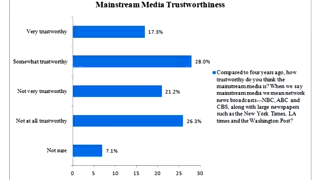 Mainstream Media Trustworthiness
Very trustworthy 17.3%
Somewhat trustworthy 28.0%
Not very trustworthy 21.2%
Not at all trustworthy 26.3%
Not sure 7.1%
0 5 10 15 20 25 30
Compared to four years ago, how
trustworthy do you think the
mainstream media is? When we say
mainstream media we mean network
news broadcasts—NBC, ABC and
CBS, along with large newspapers
such as the New York Times, LA
times and the Washington Post?